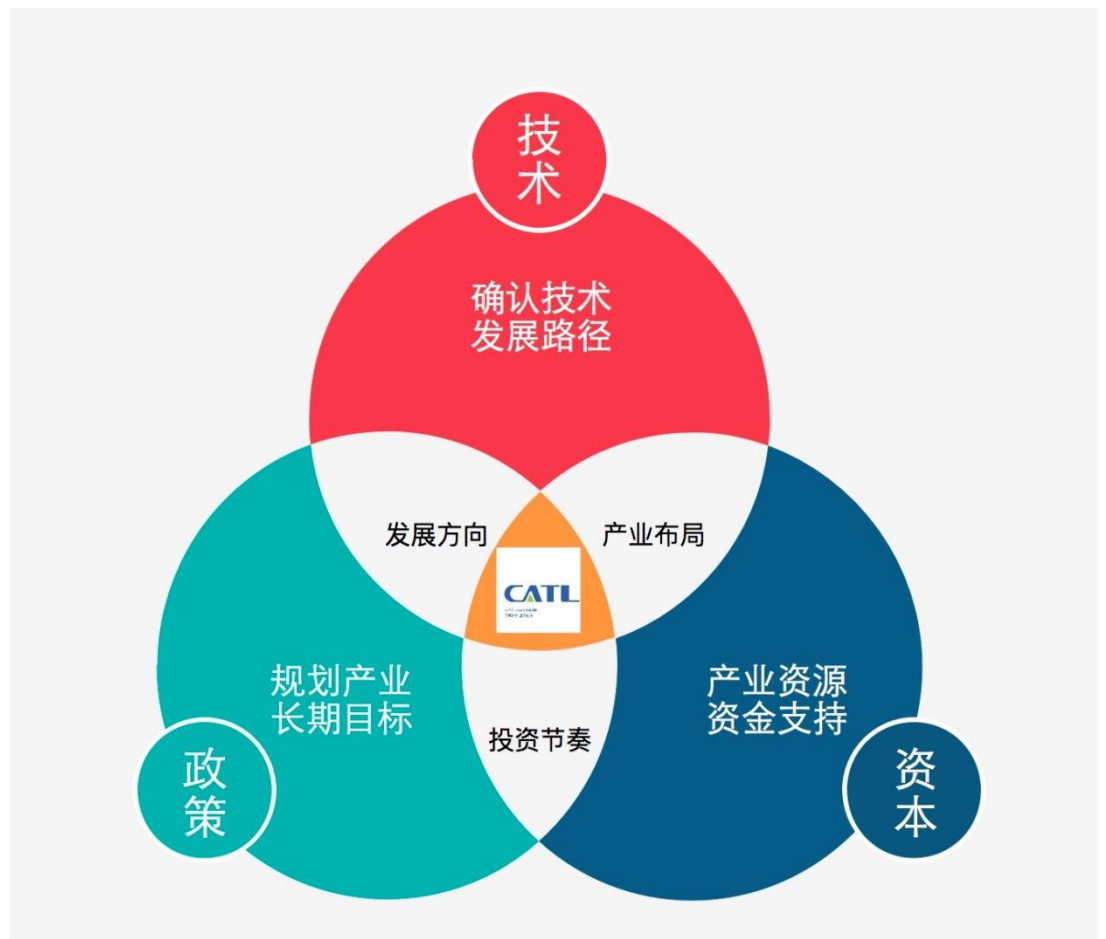 技
术
确认技术
发展路径
发展方向
产业布局
CATL
规划产业
长期目标
产业资源
资金支持
投资节奏
政
策
资
本